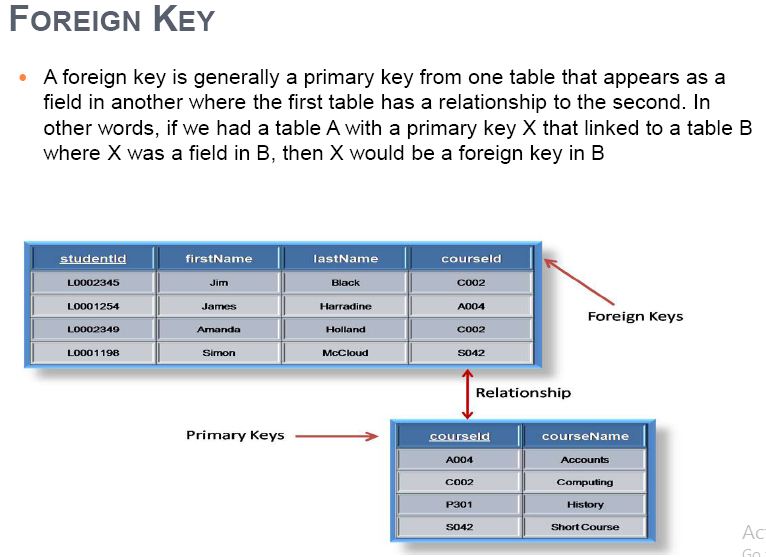 FOREIGN KEY
• A foreign key is generally a primary key from one table that appears as a
field in another where the first table has a relationship to the second. In
other words, if we had a table A with a primary key X that linked to a table B
where X was a field in B, then X would be a foreign key in B
studentId firstName lastName courseId
L0002345 Jim Black C002
L0001254 James Harradine A004
L0002349 Amanda Holland C002
L0001198 Simon McCloud S042
Foreign Keys
Relationship
Primary Keys
courseId courseName
A004 Accounts
C002 Computing
P301 History
S042 Short Course
Ac
Go